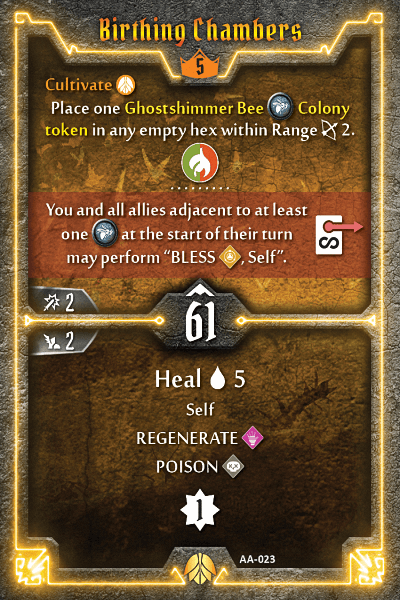 Birthing Chambers
5
Cultivate
Place one Ghostshimmer Bee Colony
token in any empty hex within Range 2.
You and all allies adjacent to at least
one at the start of their turn
may perform “BLESS , Self”.
2
61
2
Heal 5
Self
REGENERATE
POISON
1
AA-023